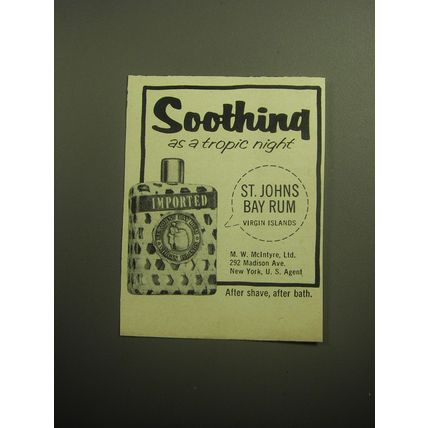 Soothing
as a tropic night
IMPORTED
ST. JOHNS
BAY RUM
VIRGIN ISLANDS
M. W. McIntyre, Ltd.
292 Madison Ave.
New York, U. S. Agent
After shave, after bath.